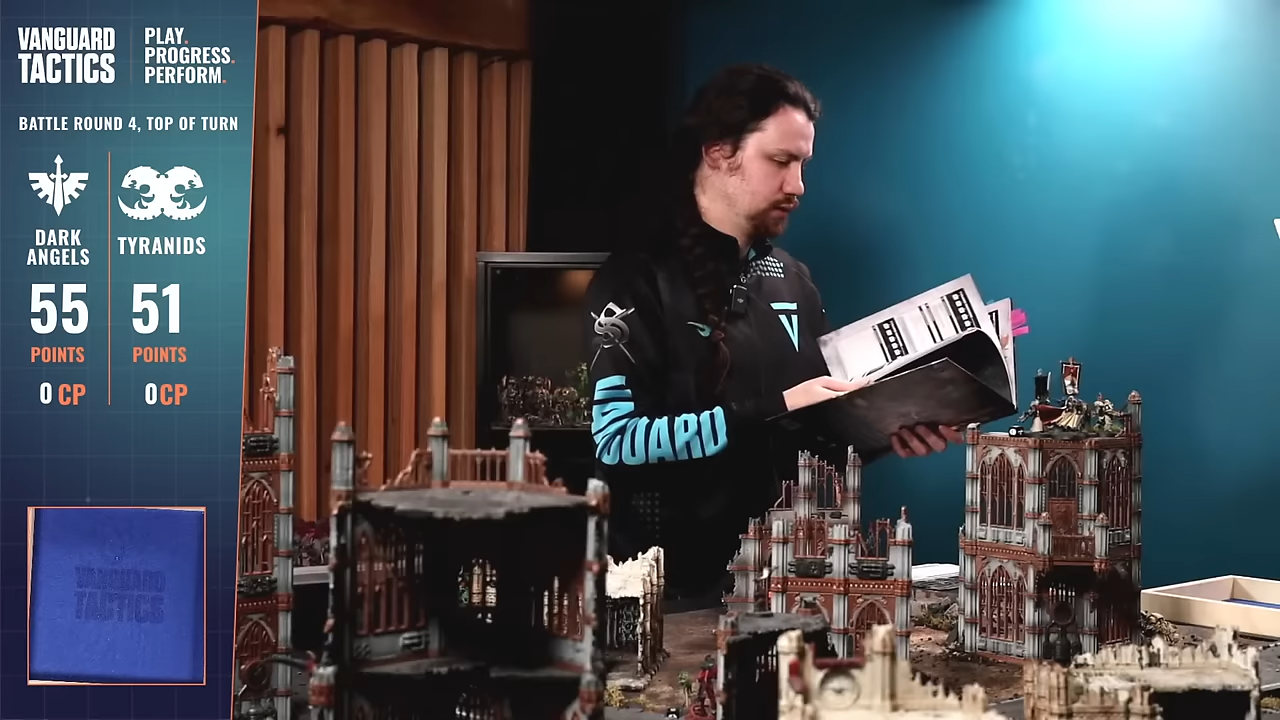 VANGUARD
TACTICS
PLAY.
PROGRESS.
PERFORM.
BATTLE ROUND 4, TOP OF TURN
DARK
ANGELS
TYRANIDS
55
51
POINTS
POINTS
0 CP
0 CP
VANGUARD
TACTICS